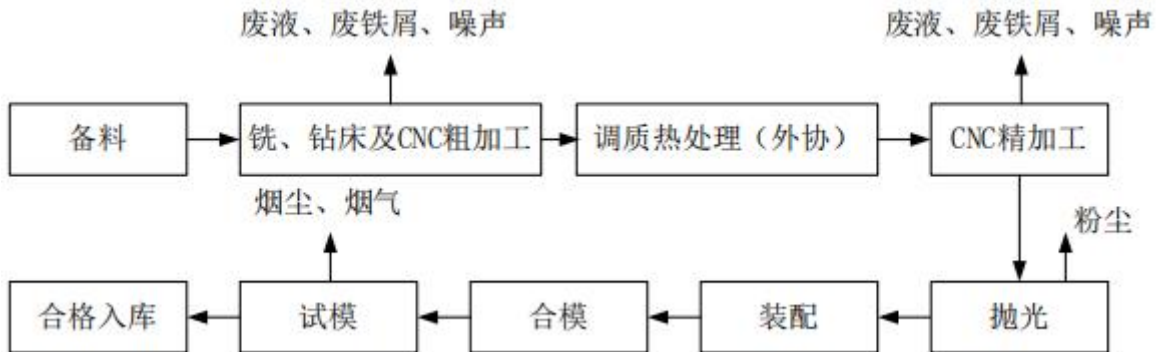 废液、废铁屑、噪声
废液、废铁屑、噪声
备料
铣、钻床及CNC粗加工
调质热处理（外协）
CNC精加工
烟尘、烟气
粉尘
合格入库
试模
合模
装配
抛光